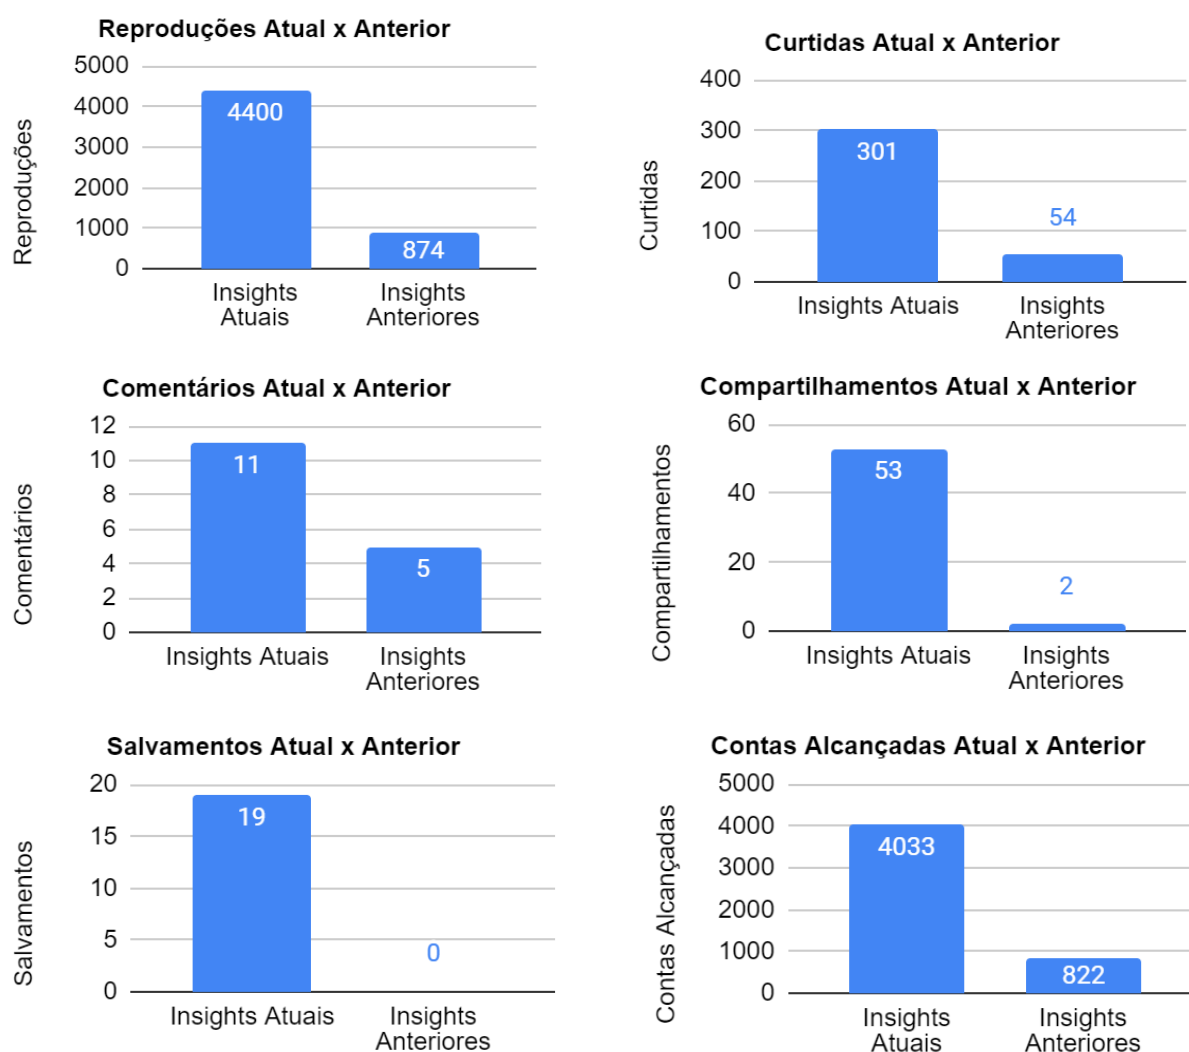 Reproduções Atual x Anterior
Reproduções
5000
4000
3000
2000
1000
0
4400
874
Insights
Atuais
Insights
Anteriores
Curtidas Atual x Anterior
Curtidas
400
300
200
100
0
301
54
Insights Atuais
Insights
Anteriores
Comentários Atual x Anterior
Comentários
12
10
8
6
4
2
0
11
5
Insights Atuais
Insights
Anteriores
Compartilhamentos Atual x Anterior
Compartilhamentos
60
40
20
0
53
2
Insights Atuais
Insights
Anteriores
Salvamentos Atual x Anterior
Salvamentos
20
15
10
5
0
19
0
Insights Atuais
Insights
Anteriores
Contas Alcançadas Atual x Anterior
Contas Alcançadas
5000
4000
3000
2000
1000
0
4033
822
Insights
Atuais
Insights
Anteriores